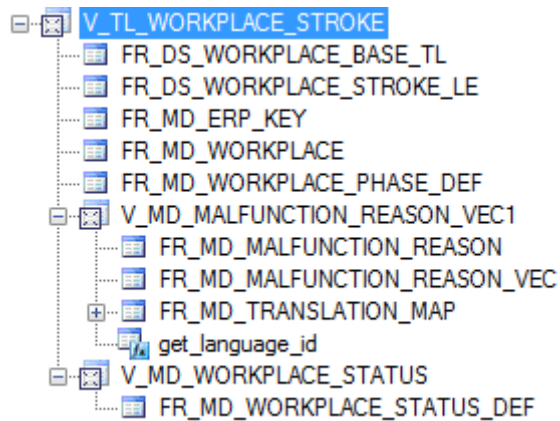 V_TL_WORKPLACE_STROKE
FR_DS_WORKPLACE_BASE_TL
FR_DS_WORKPLACE_STROKE_LE
FR_MD_ERP_KEY
FR_MD_WORKPLACE
FR_MD_WORKPLACE_PHASE_DEF
V_MD_MALFUNCTION_REASON_VEC1
FR_MD_MALFUNCTION_REASON
FR_MD_MALFUNCTION_REASON_VEC
FR_MD_TRANSLATION_MAP
get_language_id
V_MD_WORKPLACE_STATUS
FR_MD_WORKPLACE_STATUS_DEF